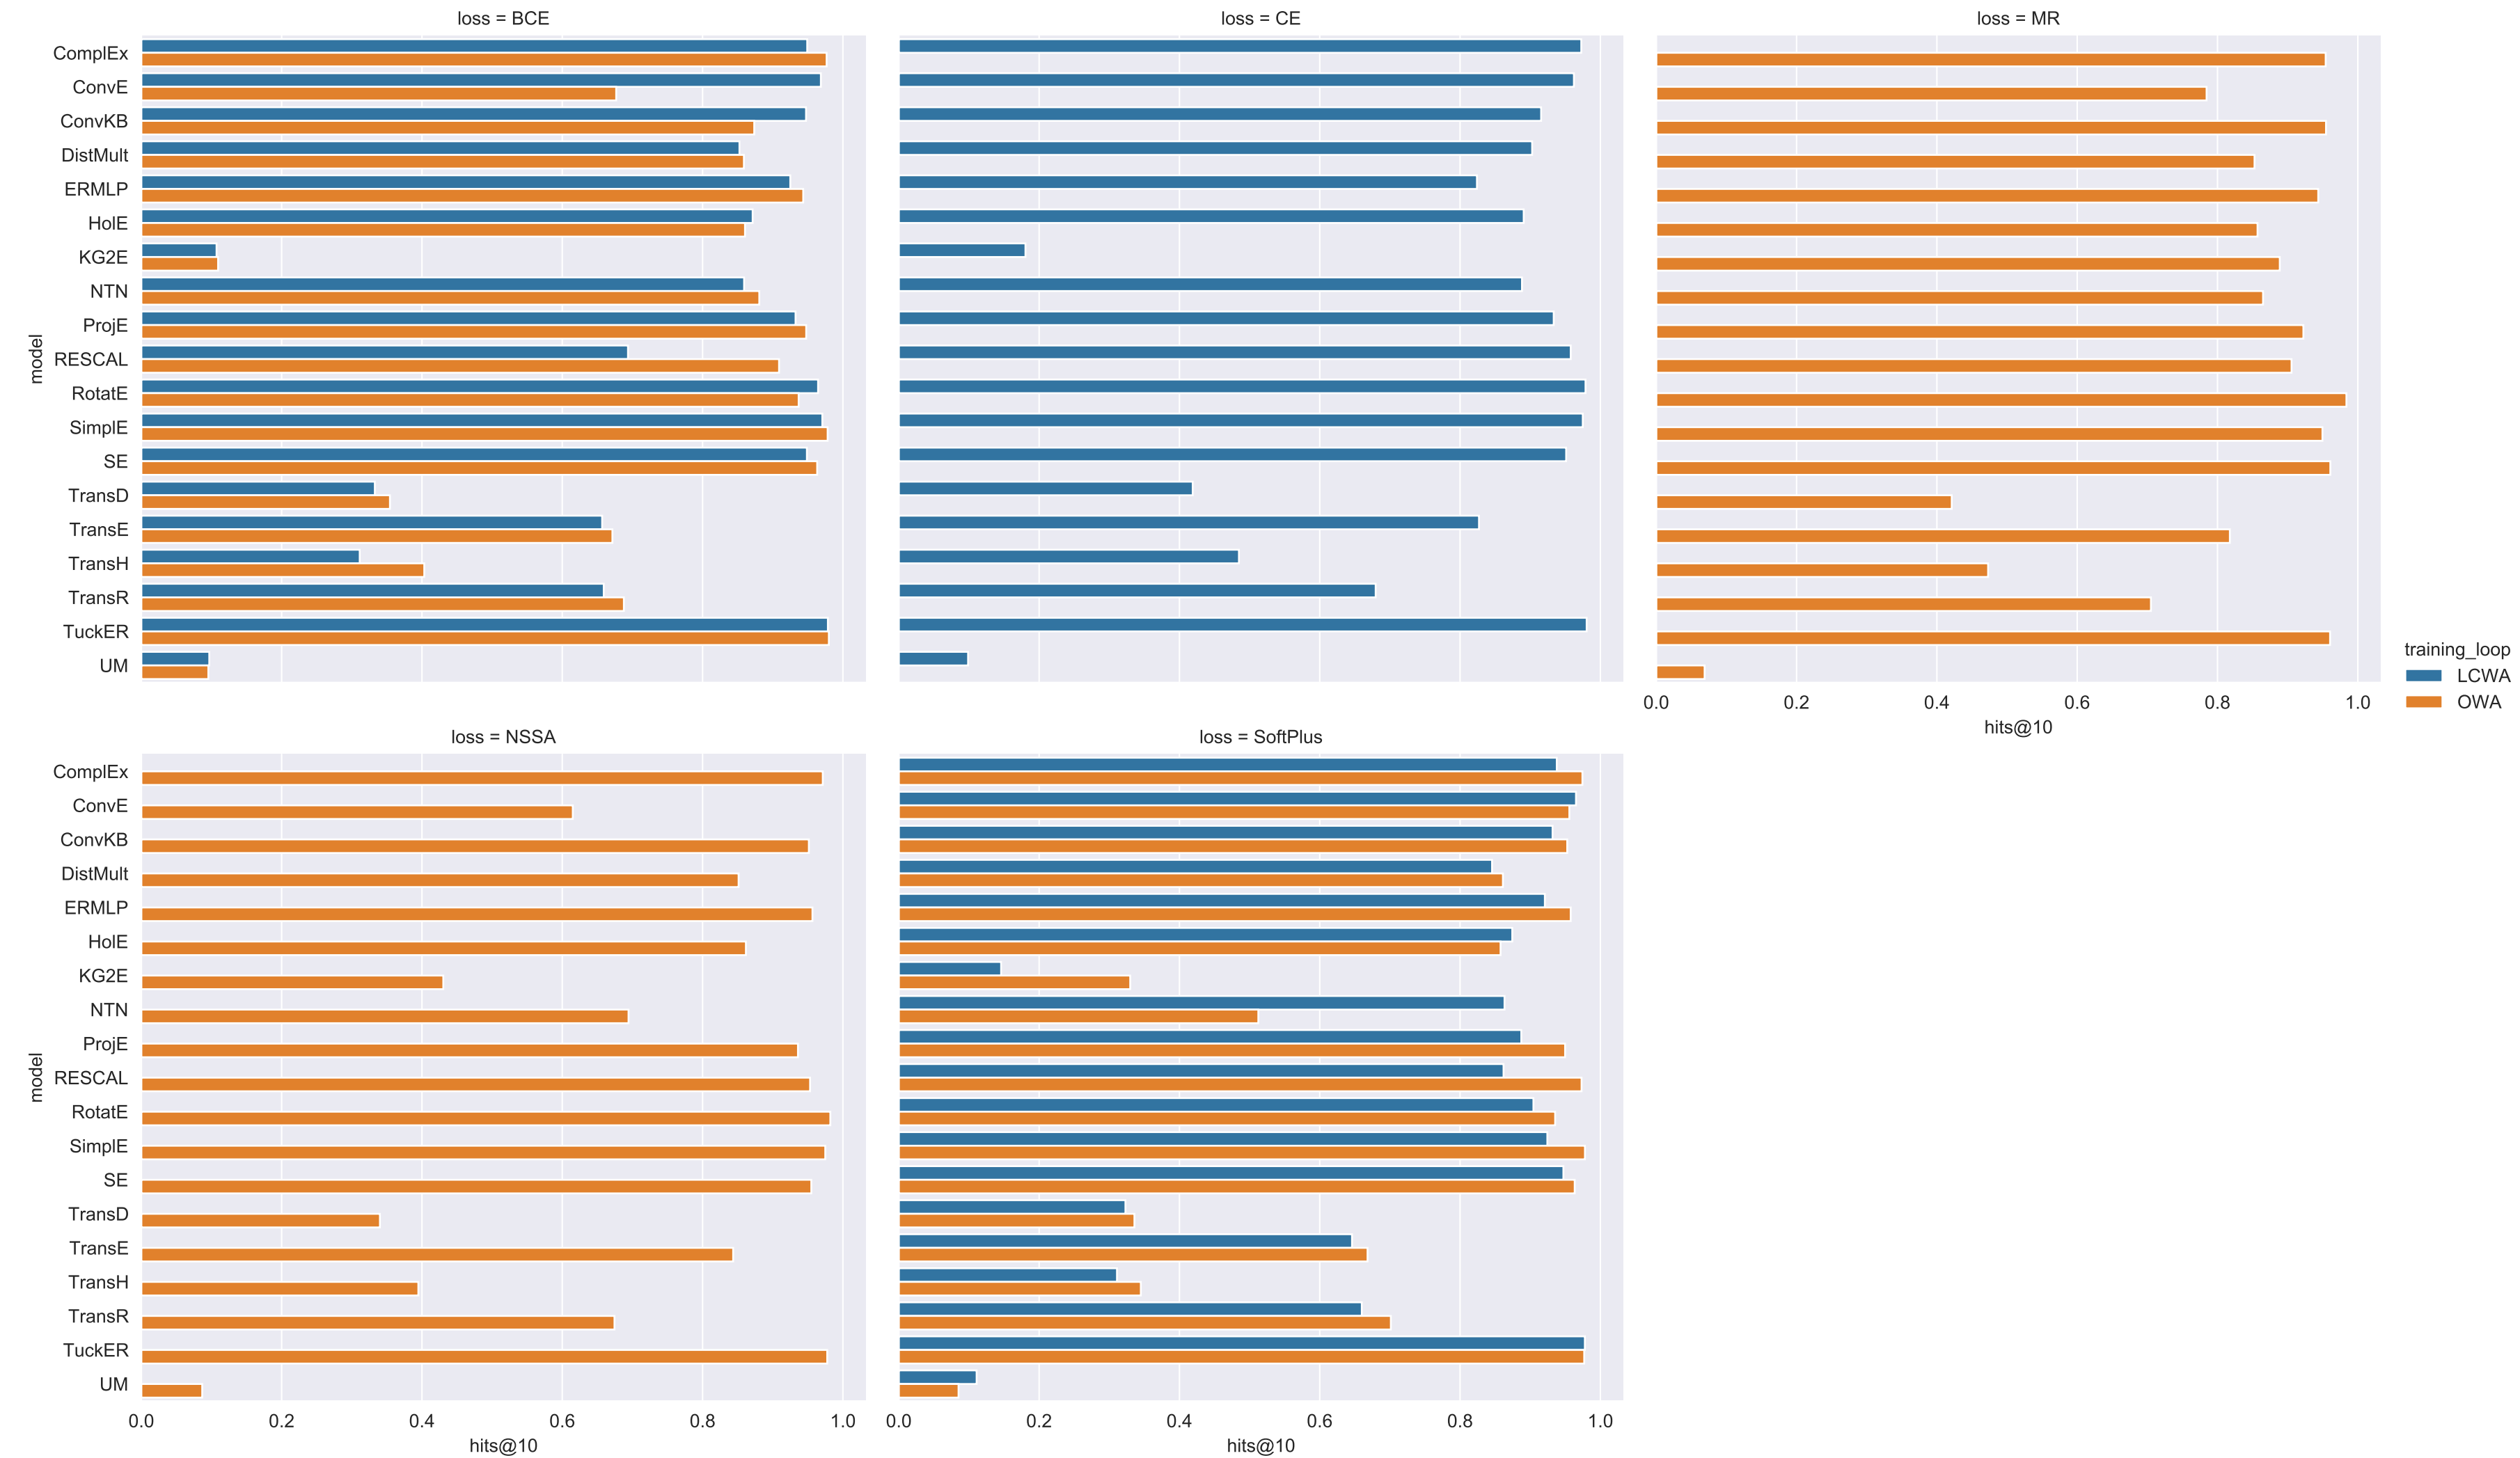 loss = BCE
loss = CE
loss = MR
model
ComplEx
ConvE
ConvKB
DistMult
ERMLP
HolE
KG2E
NTN
ProjE
RESCAL
RotatE
SimplE
SE
TransD
TransE
TransH
TransR
TuckER
UM
0.0 0.2 0.4 0.6 0.8 1.0
hits@10
training_loop
LCWA
OWA
loss = NSSA
loss = SoftPlus
model
ComplEx
ConvE
ConvKB
DistMult
ERMLP
HolE
KG2E
NTN
ProjE
RESCAL
RotatE
SimplE
SE
TransD
TransE
TransH
TransR
TuckER
UM
0.0 0.2 0.4 0.6 0.8 1.0
hits@10
0.0 0.2 0.4 0.6 0.8 1.0
hits@10